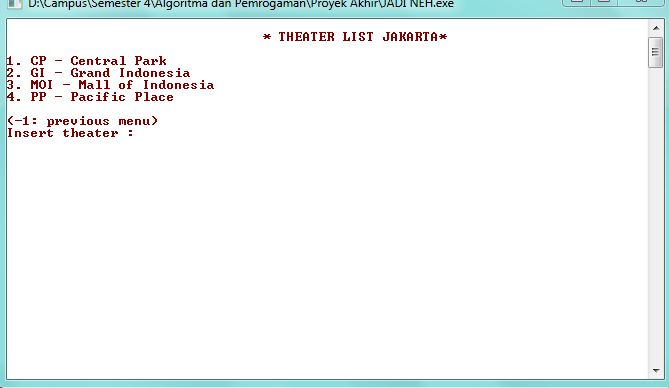 D:\Campus\Semester 4\Algoritma dan Pemrogaman\Proyek Akhir\JADI NEH.exe
* THEATER LIST JAKARTA*
1. CP - Central Park
2. GI - Grand Indonesia
3. MOI - Mall of Indonesia
4. PP - Pacific Place
(-1: previous menu)
Insert theater :